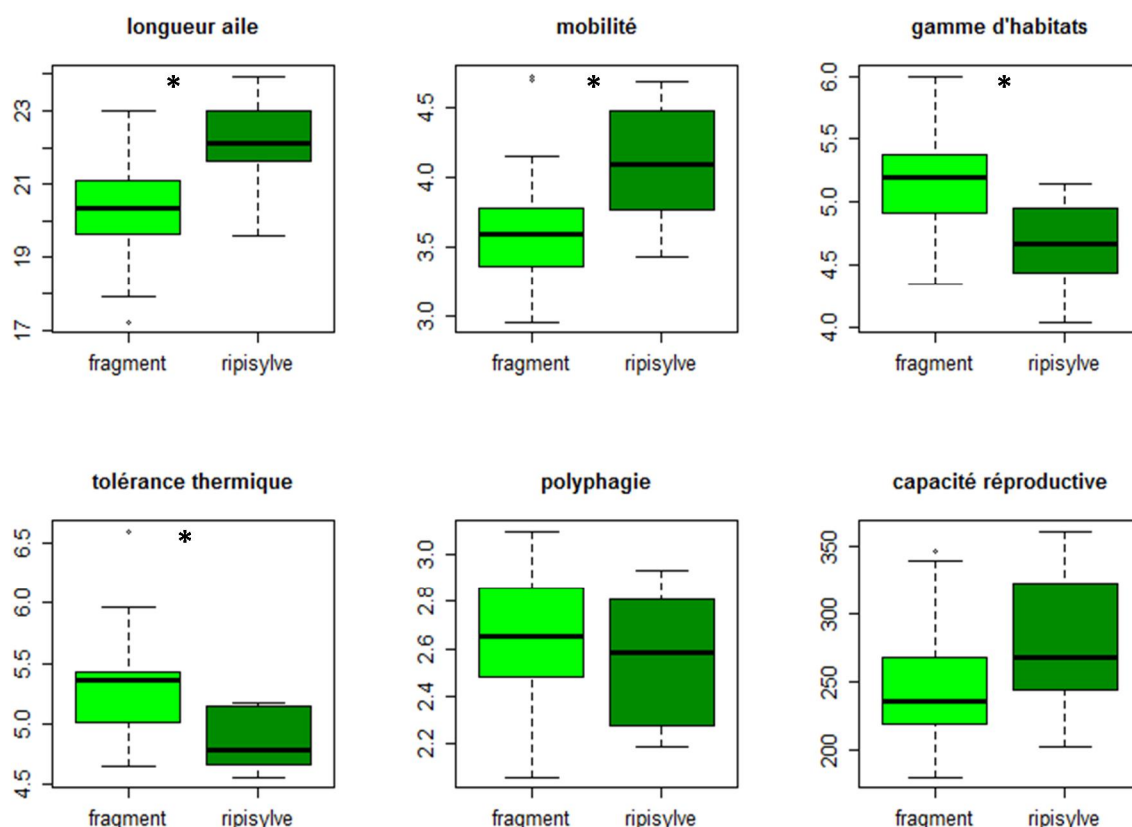 longueur aile
mobilité
gamme d'habitats
*
*
*
17 19 21 23
3.0 3.5 4.0 4.5
4.0 4.5 5.0 5.5 6.0
fragment ripisylve
fragment ripisylve
fragment ripisylve
tolérance thermique
polyphagie
capacité réproductive
*
4.5 5.0 5.5 6.0 6.5
2.2 2.4 2.6 2.8 3.0
200 250 300 350
fragment ripisylve
fragment ripisylve
fragment ripisylve